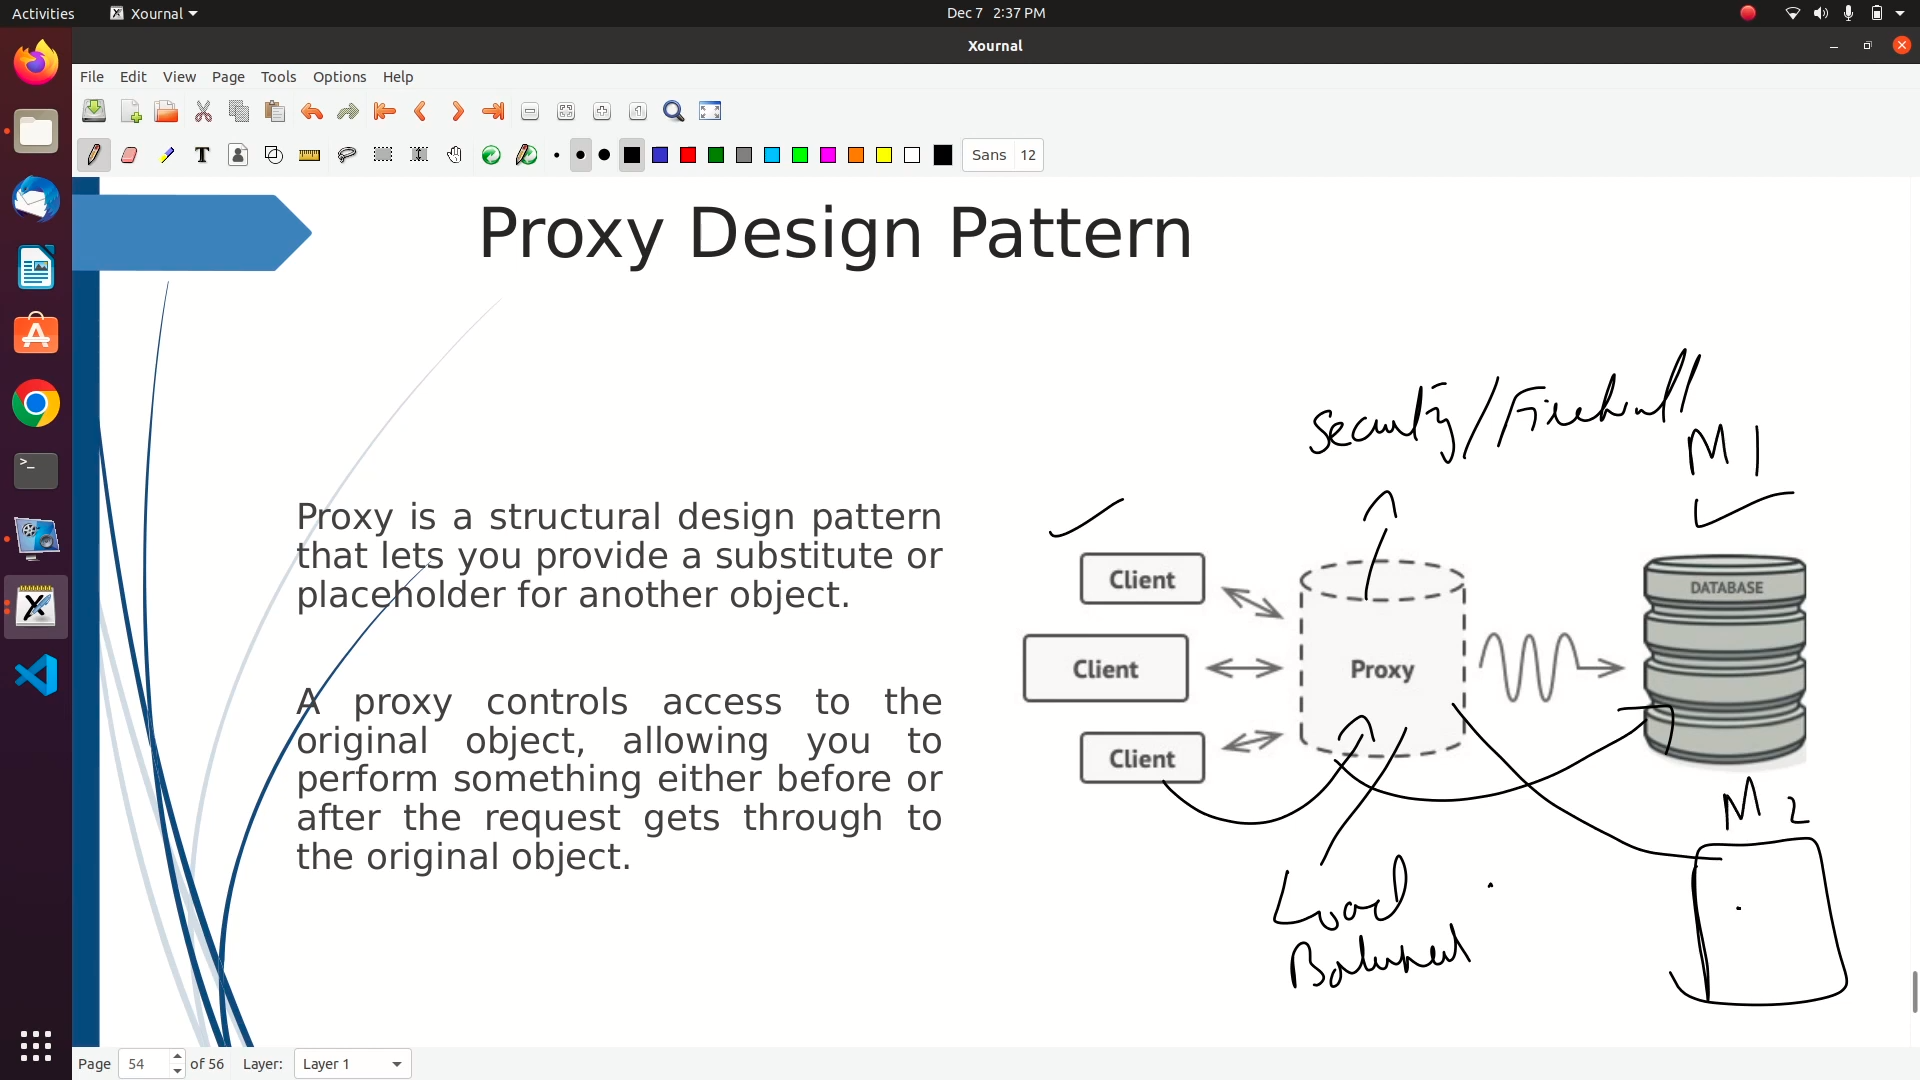 Activities Xournal Dec 7 2:37 PM
Xournal
File Edit View Page Tools Options Help
Sans 12
Proxy Design Pattern
Proxy is a structural design pattern
that lets you provide a substitute or
placeholder for another object.
A proxy controls access to the
original object, allowing you to
perform something either before or
after the request gets through to
the original object.
Security/Firewall
M1
Client
Client
Client
Proxy
DATABASE
M2
Load
Page 54 of 56 Layer: Layer 1